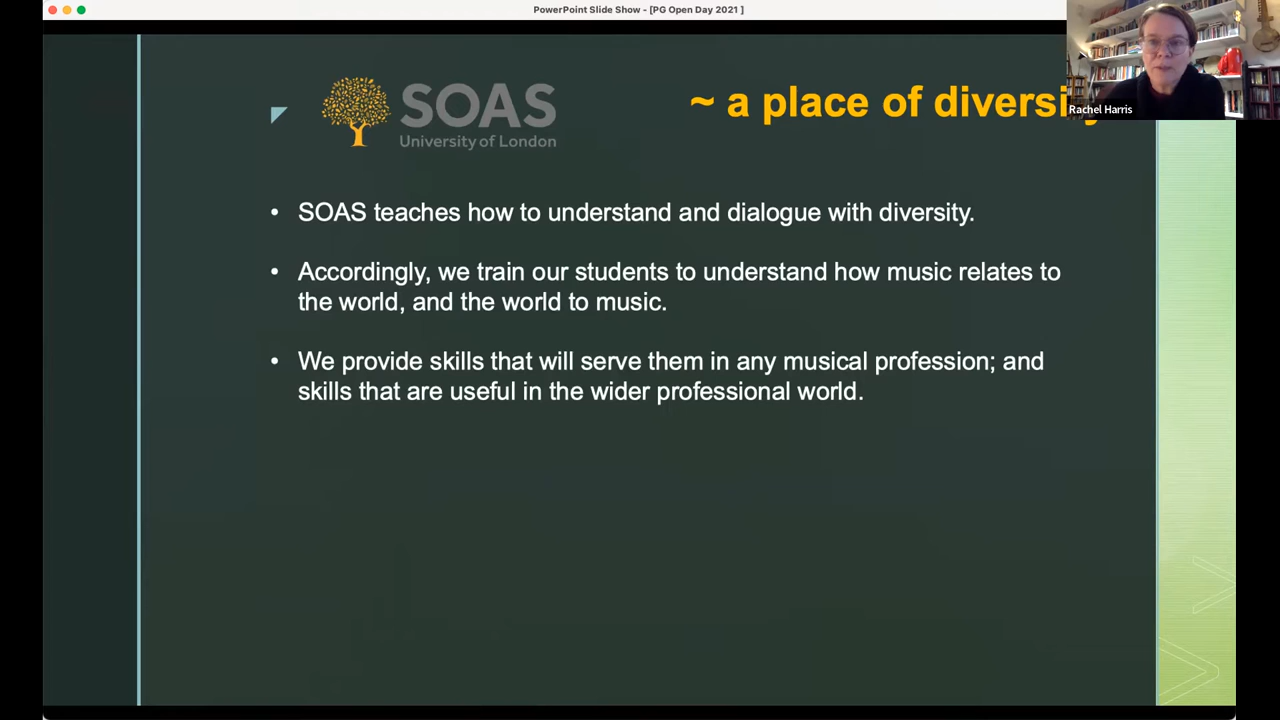 PowerPoint Slide Show - [PG Open Day 2021 ]
SOAS
University of London
~ a place of diversity
Rachel Harris
• SOAS teaches how to understand and dialogue with diversity.
• Accordingly, we train our students to understand how music relates to
the world, and the world to music.
• We provide skills that will serve them in any musical profession; and
skills that are useful in the wider professional world.